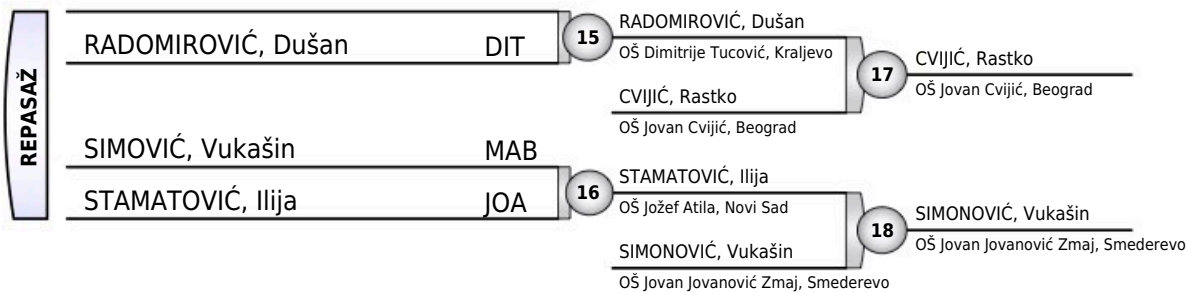 REPASAŽ
RADOMIROVIĆ, Dušan DIT
SIMOVIĆ, Vukašin MAB
STAMATOVIĆ, Ilija JOA
15
RADOMIROVIĆ, Dušan
OŠ Dimitrije Tucović, Kraljevo
CVIJIĆ, Rastko
OŠ Jovan Cvijić, Beograd
16
STAMATOVIĆ, Ilija
OŠ Jožef Atila, Novi Sad
SIMONOVIĆ, Vukašin
OŠ Jovan Jovanović Zmaj, Smederevo
17
CVIJIĆ, Rastko
OŠ Jovan Cvijić, Beograd
18
SIMONOVIĆ, Vukašin
OŠ Jovan Jovanović Zmaj, Smederevo